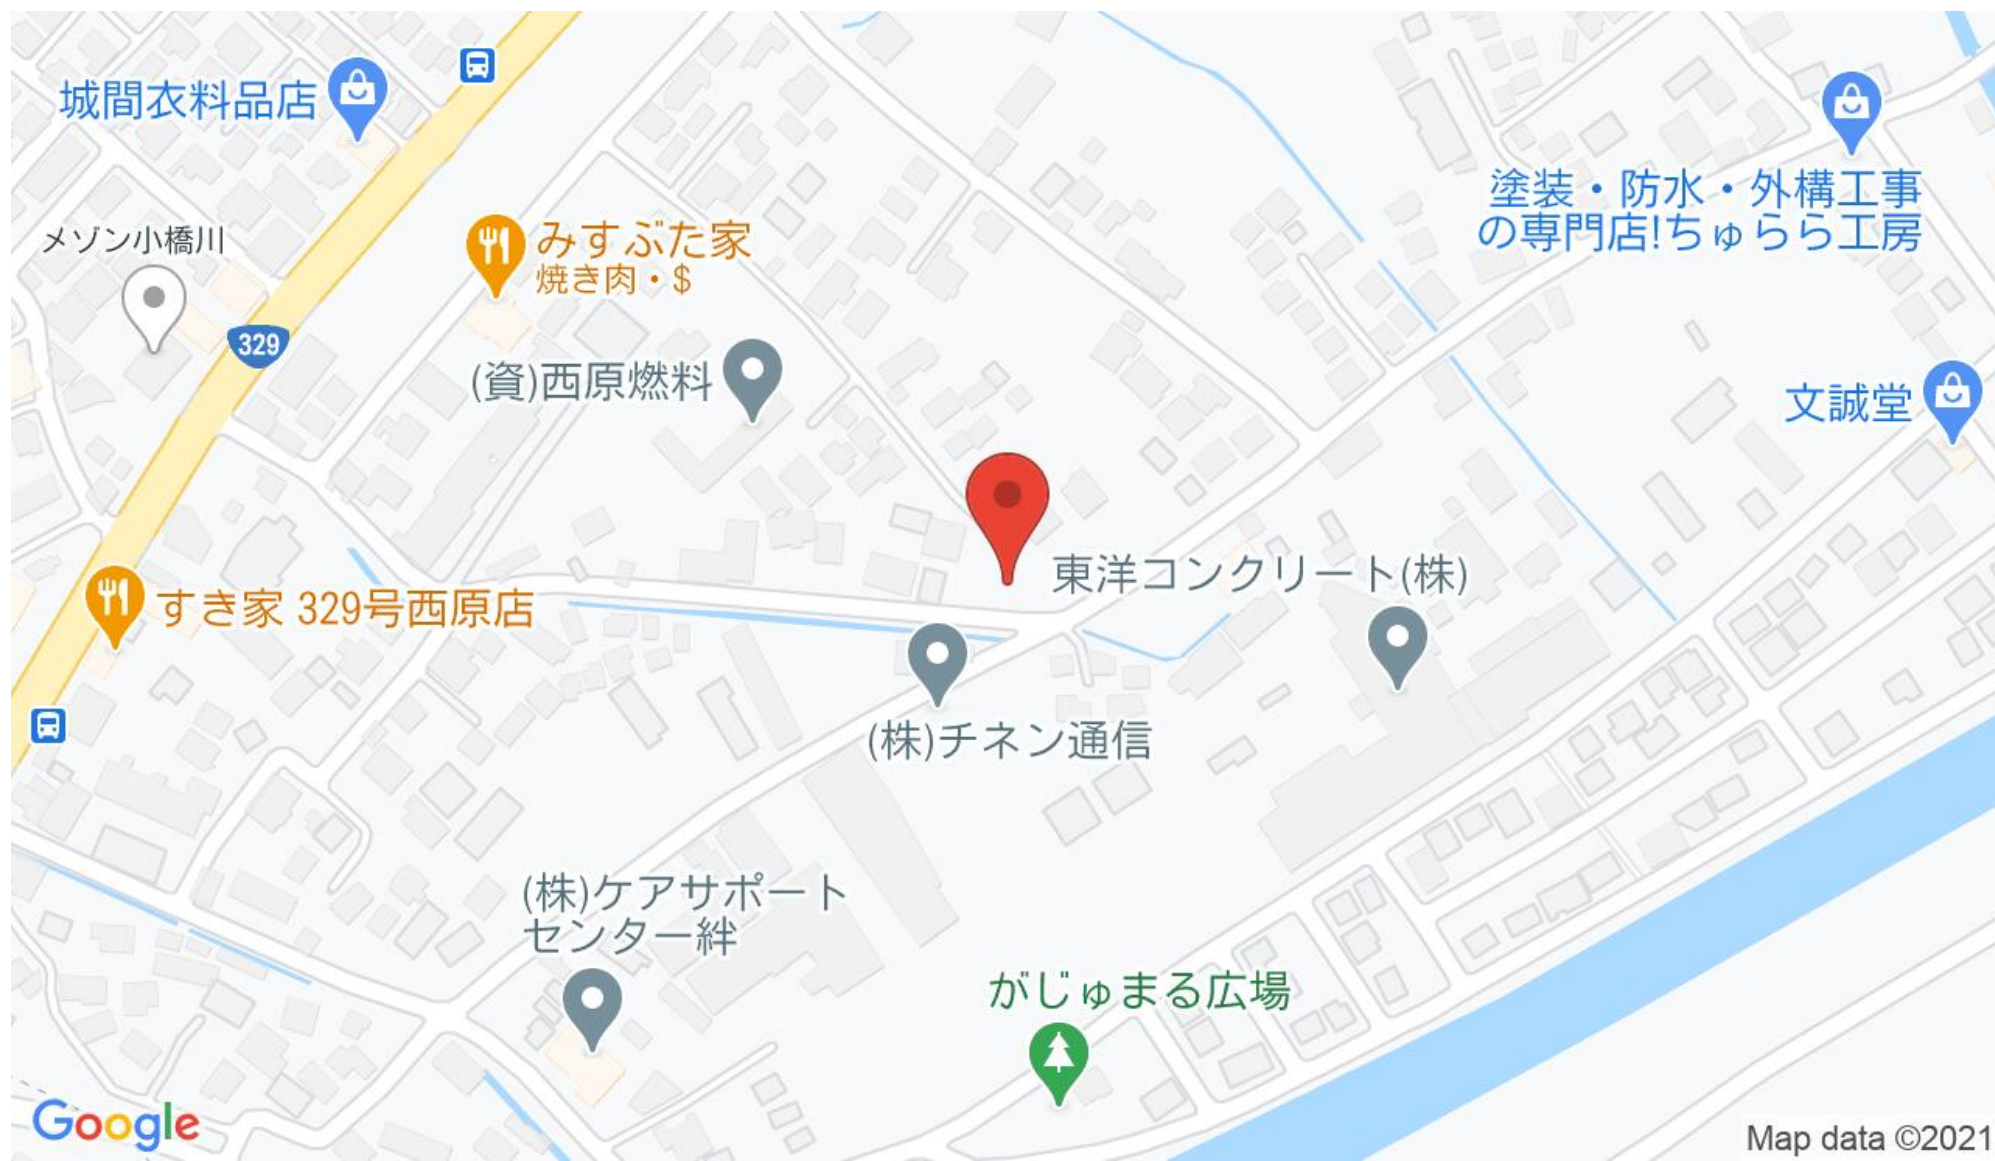 城間衣料品店
塗装・防水・外構工事
の専門店!ちゅらら工房
メゾン小橋川
みすぶた家
焼き肉・$
329
(資)西原燃料
文誠堂
東洋コンクリート(株)
すき家 329号西原店
(株)チネン通信
(株)ケアサポート
センター絆
がじゅまる広場
Google
Map data ©2021